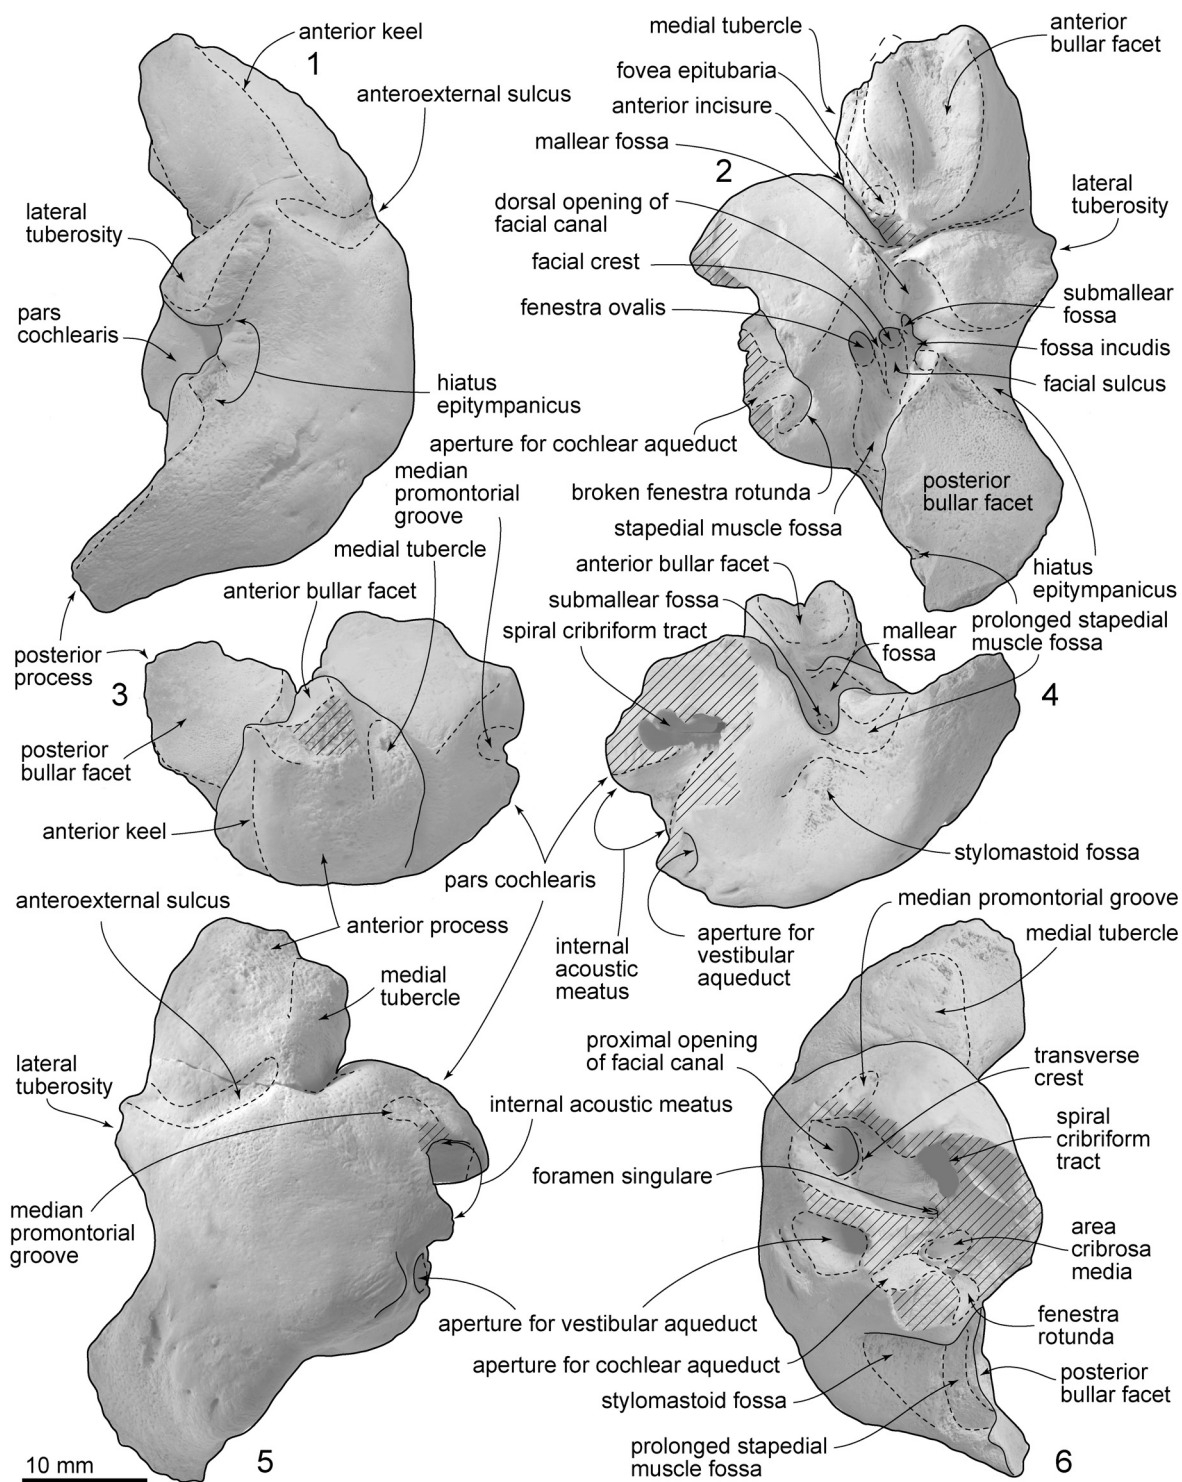 anterior keel
1
anteroexternal sulcus
lateral
tuberosity
pars
cochlearis
hiatus
epitympanicus
posterior
process
medial tubercle
anterior
bullar facet
fovea epitubaria
anterior incisure
mallear fossa
2
dorsal opening of
facial canal
lateral
tuberosity
facial crest
fenestra ovalis
submallear
fossa
fossa incudis
facial sulcus
aperture for cochlear aqueduct
broken fenestra rotunda
posterior
bullar facet
stapedial muscle fossa
hiatus
epitympanicus
prolonged stapedial
muscle fossa
median
promontorial
groove
medial tubercle
anterior bullar facet
3
posterior
bullar facet
anterior keel
pars cochlearis
anterior process
anterior bullar facet
submallear fossa
spiral cribriform tract
mallear
fossa
4
stylomastoid fossa
internal
acoustic
meatus
aperture for
vestibular
aqueduct
anteroexternal sulcus
medial
tubercle
lateral
tuberosity
internal acoustic meatus
median
promontorial
groove
aperture for vestibular aqueduct
5
10 mm
median promontorial groove
medial tubercle
proximal opening
of facial canal
transverse
crest
spiral
cribriform
tract
foramen singulare
area
cribrosa
media
fenestra
rotunda
aperture for cochlear aqueduct
stylomastoid fossa
posterior
bullar facet
prolonged stapedial
muscle fossa
6